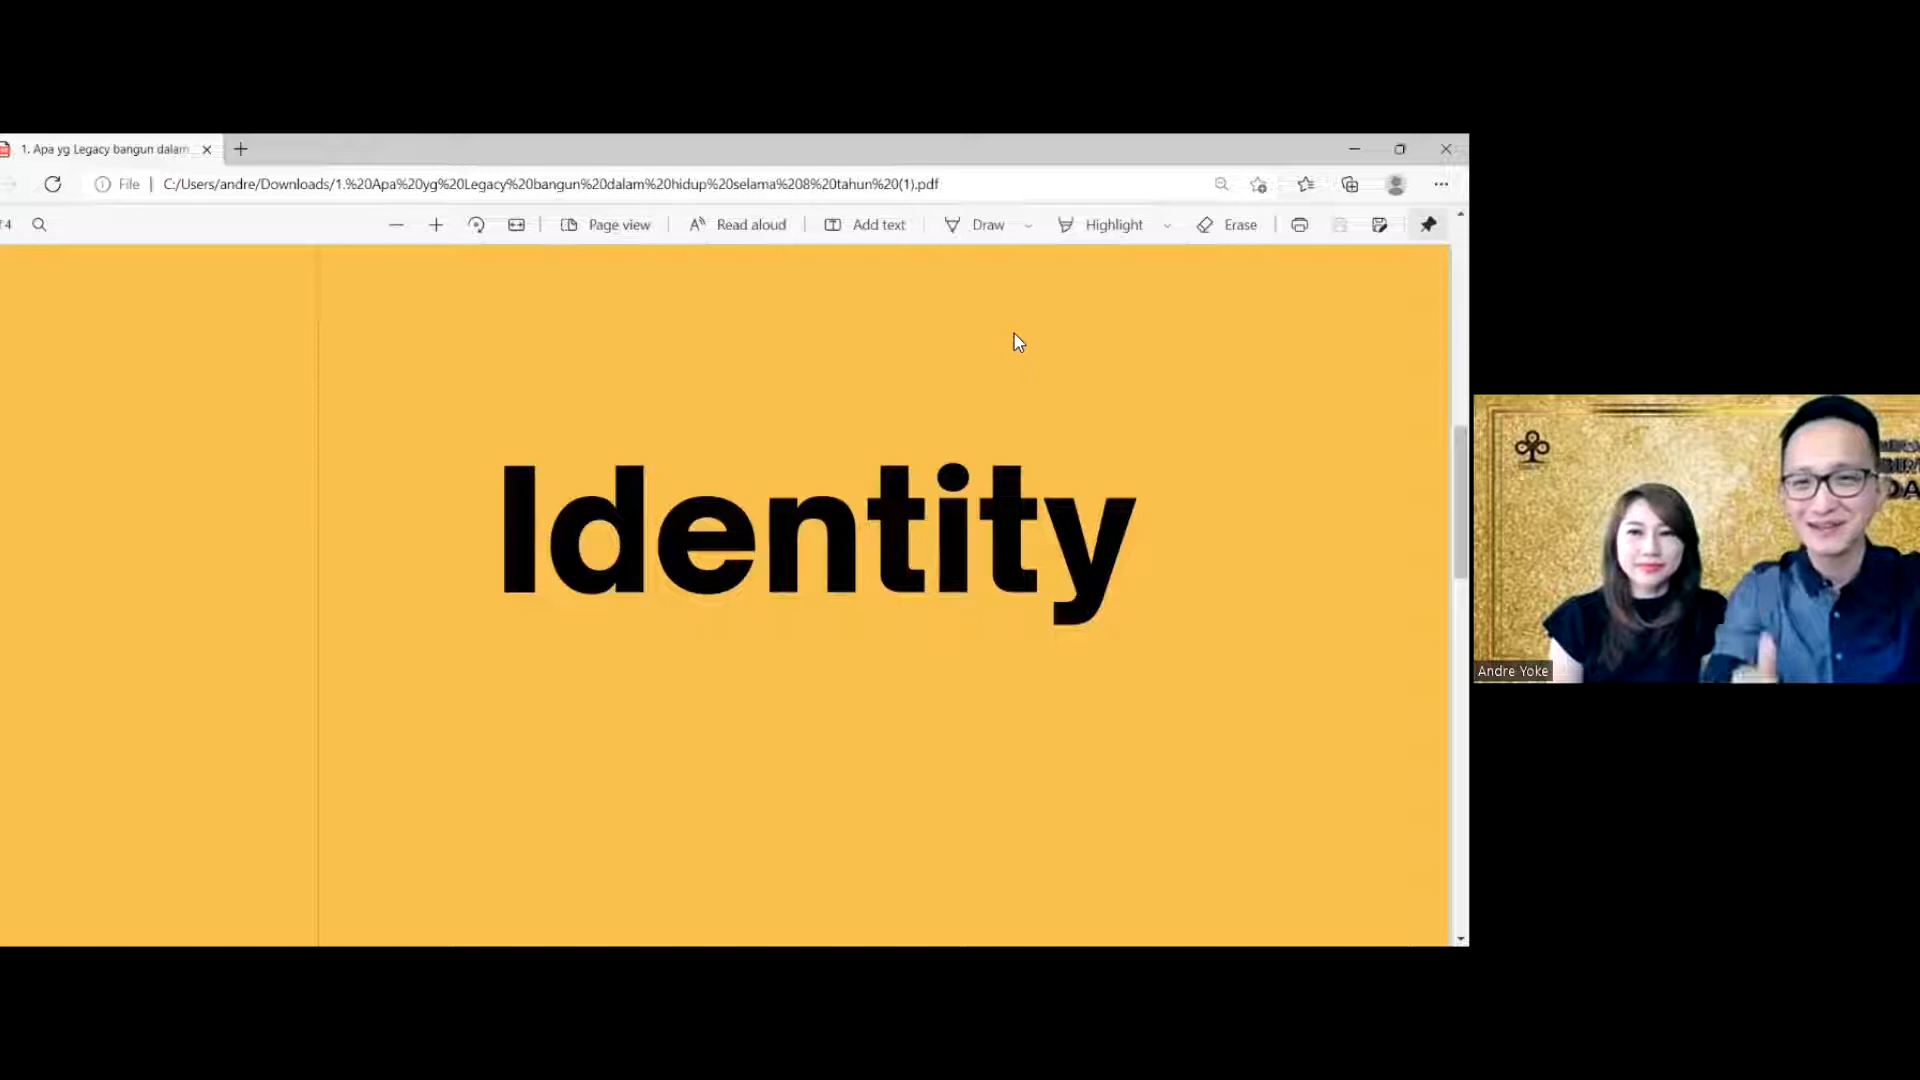 1. Apa yg Legacy bangun dalam
File
C:/Users/andre/Downloads/1.%20Apa%20yg%20Legacy%20bangun%20dalam%20hidup%20selama%208%20tahun%20(1).pdf
Page view
Read aloud
Add text
Draw
Highlight
Erase
Identity
Andre Yoke